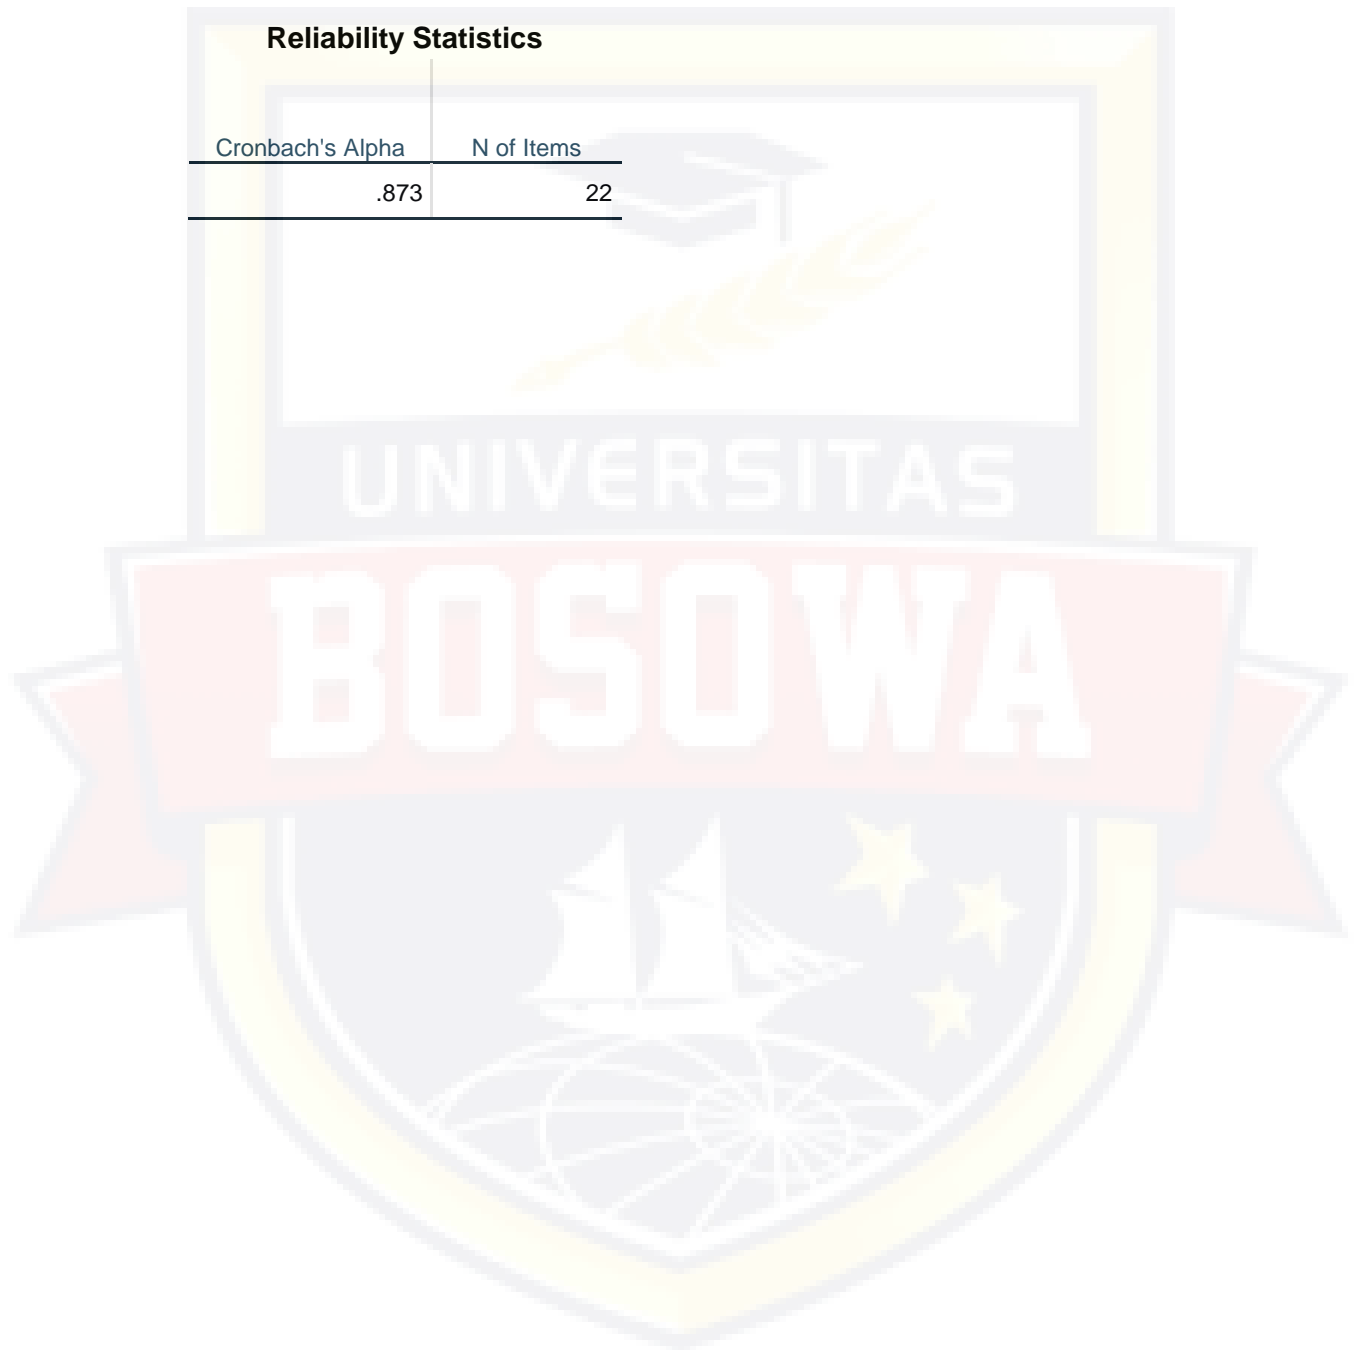 Reliability Statistics
Cronbach's Alpha N of Items
.873 22
UNIVERSITAS
BOSOWA